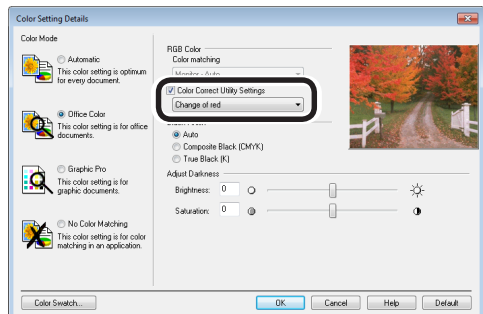 Color Setting Details
Color Mode
Automatic
This color setting is optimum
for every document.
Office Color
This color setting is for office
documents.
Graphic Pro
This color setting is for
graphic documents.
No Color Matching
This color setting is for color
matching in an application.
RGB Color
Color matching
Monitor - Auto
Color Correct Utility Settings
Change of red
Auto
Composite Black (CMYK)
True Black (K)
Adjust Darkness
Brightness: 0
Saturation: 0
Color Swatch...
OK
Cancel
Help
Default